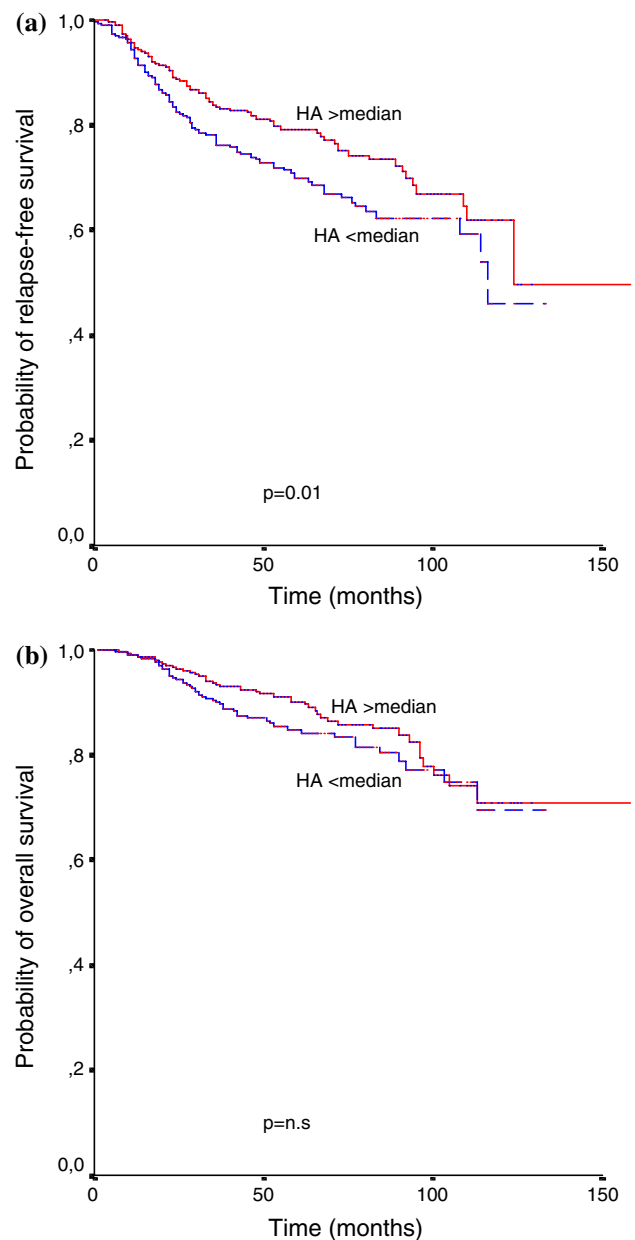 (a)
1,0
,8
,6
,4
,2
0,0
Probability of relapse-free survival
HA >median
HA <median
p=0.01
0
50
100
150
Time (months)
(b)
1,0
,8
,6
,4
,2
0,0
Probability of overall survival
HA >median
HA <median
p=n.s
0
50
100
150
Time (months)